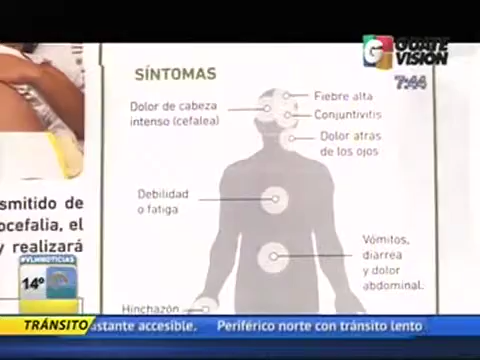 GUATE
VISION
7:44
SÍNTOMAS
Dolor de cabeza
intenso (cefalea)
Fiebre alta
Conjuntivitis
Dolor atrás
de los ojos
Debilidad
o fatiga
Vómitos,
diarrea
y dolor
abdominal.
Hinchazón
smitido de
ocefalia, el
y realizará
#VLHNOTICIAS
14°
TRÁNSITO
astante accesible. Periférico norte con tránsito lento